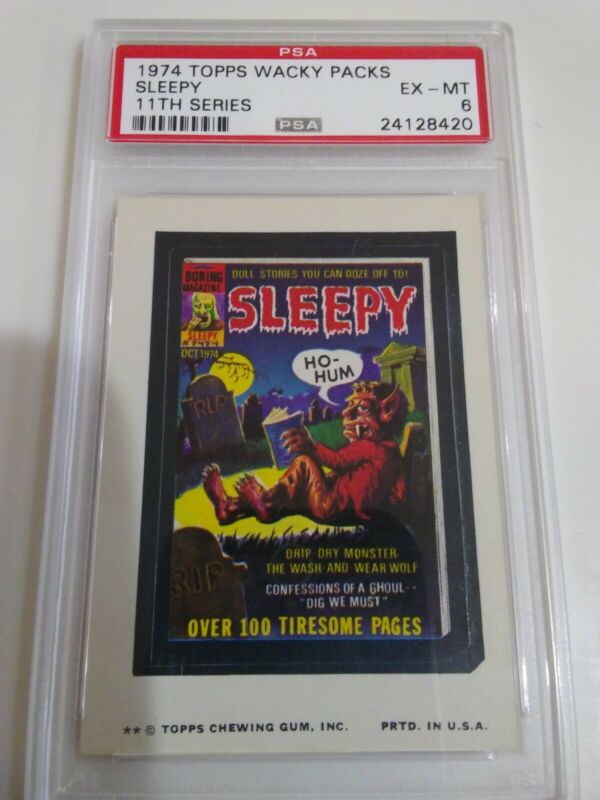 PSA
1974 TOPPS WACKY PACKS
SLEEPY EX - MT
11TH SERIES 6
PSA 24128420
DULL STORIES YOU CAN DOZE OFF TO!
BORING
MAGAZINE
SLEEPY
SLEEPY
OCT 1974
HO-
HUM
RIP
DRIP-DRY MONSTER-
THE WASH-AND-WEAR WOLF
CONFESSIONS OF A GHOUL--
"DIG WE MUST"
RIP
OVER 100 TIRESOME PAGES
** © TOPPS CHEWING GUM, INC. PRTD. IN U.S.A.